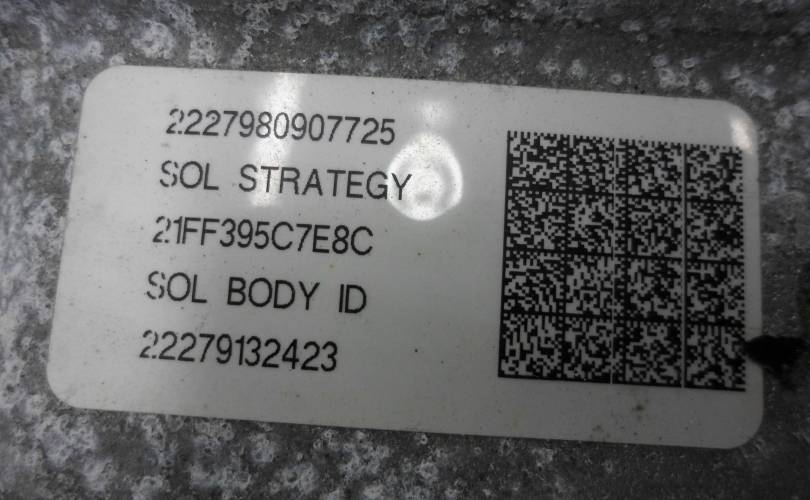 2227980907725
SOL STRATEGY
21FF395C7E8C
SOL BODY ID
22279132423